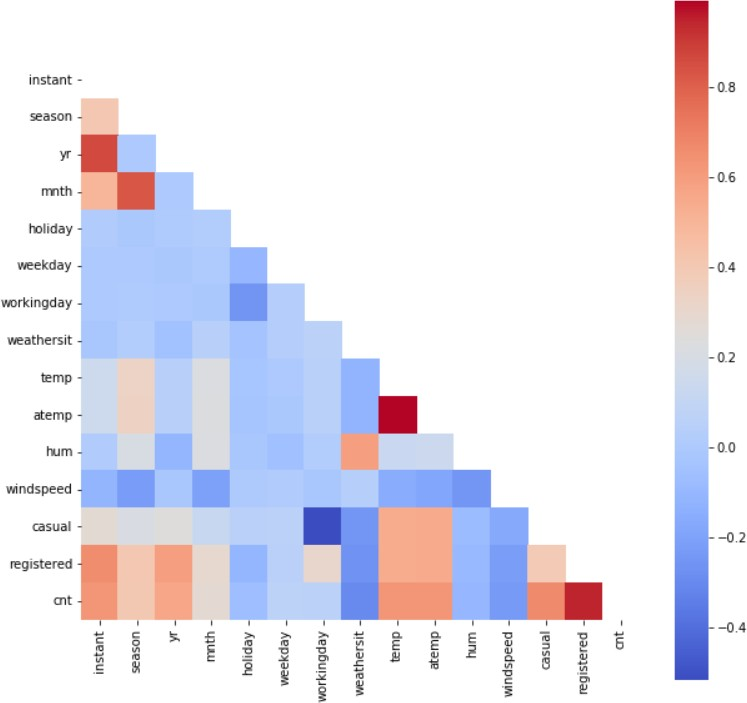 instant
season
yr
mnth
holiday
weekday
workingday
weathersit
temp
atemp
hum
windspeed
casual
registered
cnt
instant
season
yr
mnth
holiday
weekday
workingday
weathersit
temp
atemp
hum
windspeed
casual
registered
cnt
0.8
0.6
0.4
0.2
0.0
−0.2
−0.4